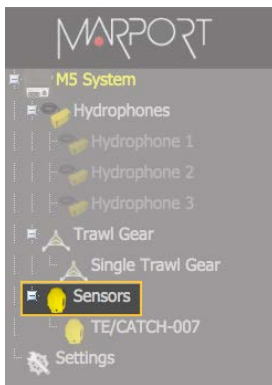 MARPORT
M5 System
Hydrophones
Hydrophone 1
Hydrophone 2
Hydrophone 3
Trawl Gear
Single Trawl Gear
Sensors
TE/CATCH-007
Settings